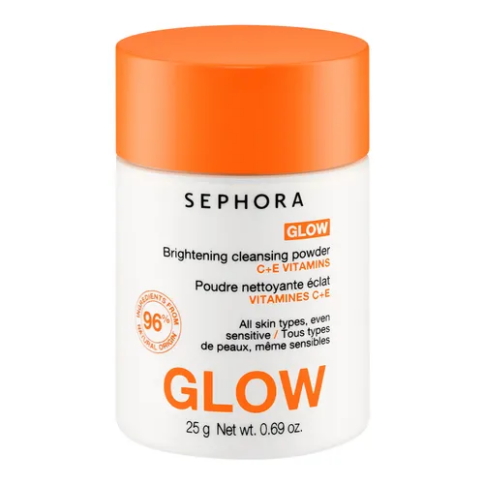 SEPHORA
GLOW
Brightening cleansing powder
C+E VITAMINS
Poudre nettoyante éclat
VITAMINES C+E
INGREDIENTS FROM
96%
NATURAL ORIGIN
All skin types, even
sensitive / Tous types
de peaux, même sensibles
GLOW
25 g Net wt. 0.69 oz.